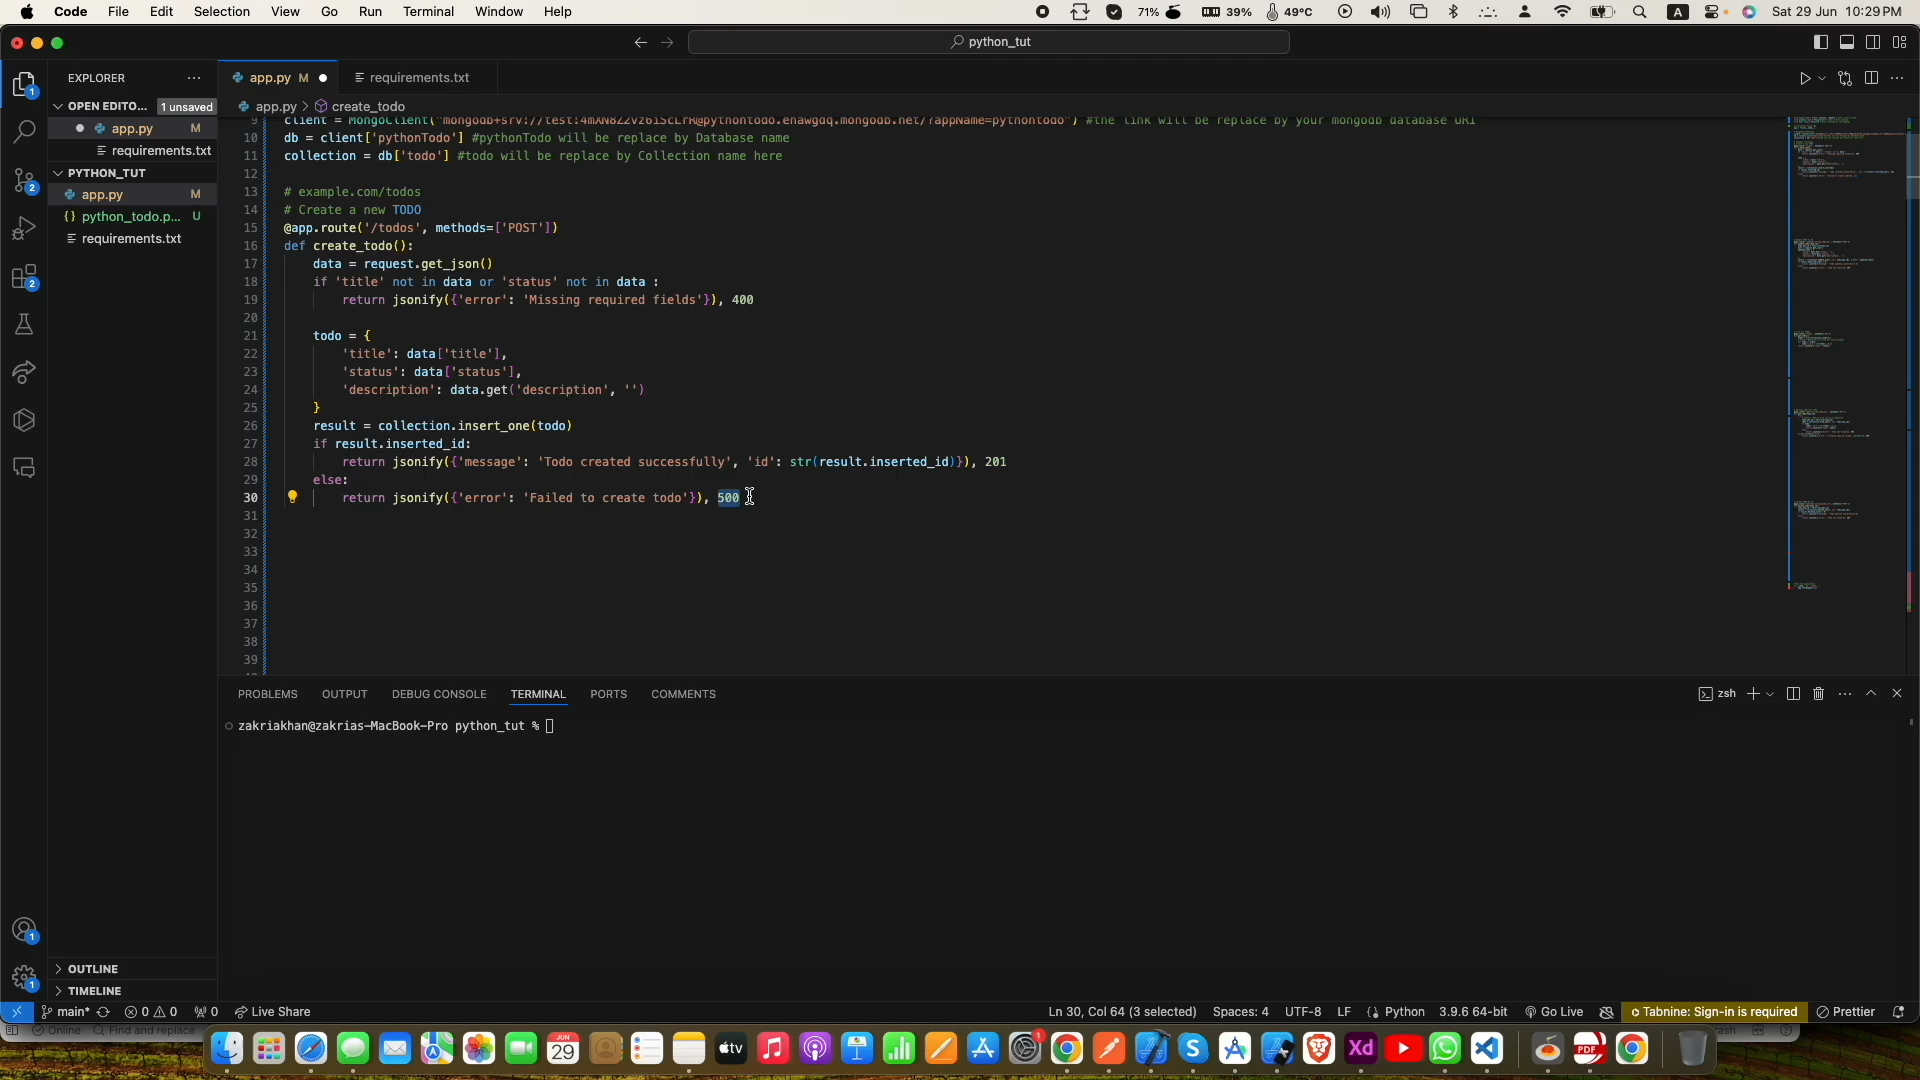 Code File Edit Selection View Go Run Terminal Window Help 71% 39% 49°C A Sat 29 Jun 10:29 PM
python_tut
EXPLORER
app.py M
requirements.txt
OPEN EDITO... 1 unsaved
app.py M
requirements.txt
PYTHON_TUT
app.py M
python_todo.p... U
requirements.txt
OUTLINE
TIMELINE
app.py > create_todo
10 db = client['pythonTodo'] #pythonTodo will be replace by Database name
11 collection = db['todo'] #todo will be replace by Collection name here
12
13 # example.com/todos
14 # Create a new TODO
15 @app.route('/todos', methods=['POST'])
16 def create_todo():
17 data = request.get_json()
18 if 'title' not in data or 'status' not in data :
19 return jsonify({'error': 'Missing required fields'}), 400
20
21 todo = {
22 'title': data['title'],
23 'status': data['status'],
24 'description': data.get('description', '')
25 }
26 result = collection.insert_one(todo)
27 if result.inserted_id:
28 return jsonify({'message': 'Todo created successfully', 'id': str(result.inserted_id)}), 201
29 else:
30 return jsonify({'error': 'Failed to create todo'}), 500
31
32
33
34
35
36
37
38
39
PROBLEMS OUTPUT DEBUG CONSOLE TERMINAL PORTS COMMENTS
zsh
zakriakhan@zakrias-MacBook-Pro python_tut %
main* 0 0 0 Live Share Ln 30, Col 64 (3 selected) Spaces: 4 UTF-8 LF Python 3.9.6 64-bit Go Live Tabnine: Sign-in is required Prettier
Online Find and replace
JUN
29
tv
Xd
PDF